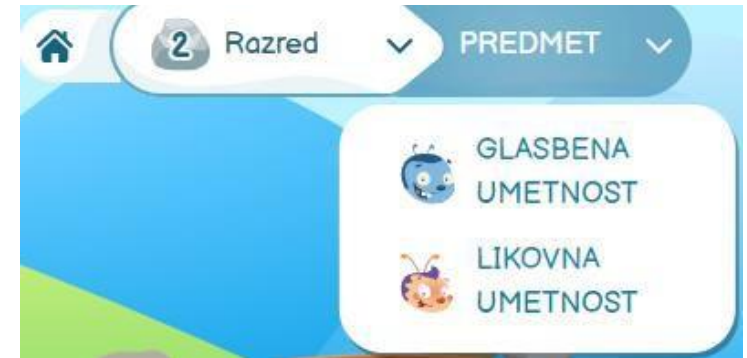 2 Razred PREDMET
GLASBENA
UMETNOST
LIKOVNA
UMETNOST